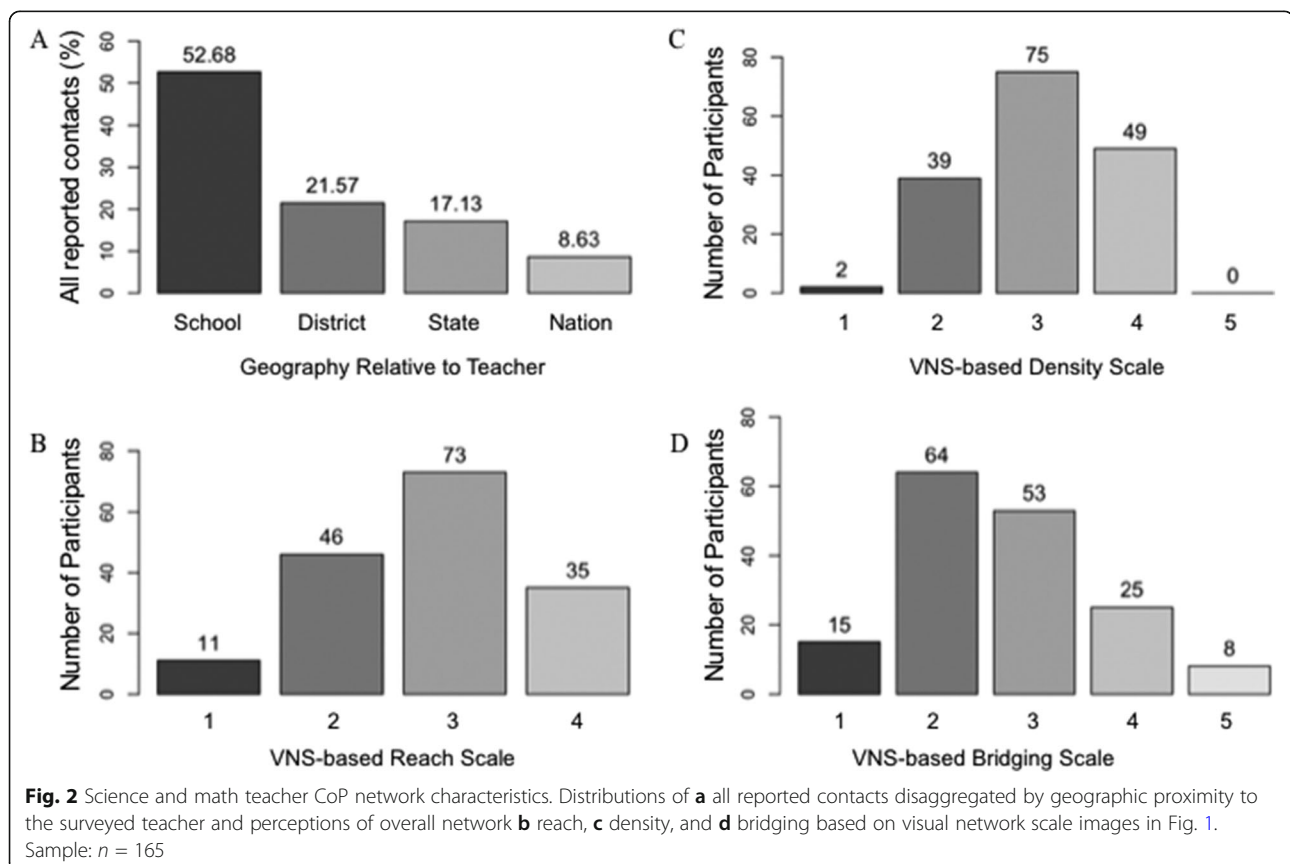 A
All reported contacts (%)
0 10 20 30 40 50 60
52.68
21.57
17.13
8.63
School District State Nation
Geography Relative to Teacher
C
Number of Participants
0 20 40 60 80
2
39
75
49
0
1 2 3 4 5
VNS-based Density Scale
B
Number of Participants
0 20 40 60 80
11
46
73
35
1 2 3 4
VNS-based Reach Scale
D
Number of Participants
0 20 40 60 80
15
64
53
25
8
1 2 3 4 5
VNS-based Bridging Scale
Fig. 2 Science and math teacher CoP network characteristics. Distributions of a all reported contacts disaggregated by geographic proximity to
the surveyed teacher and perceptions of overall network b reach, c density, and d bridging based on visual network scale images in Fig. 1.
Sample: n = 165